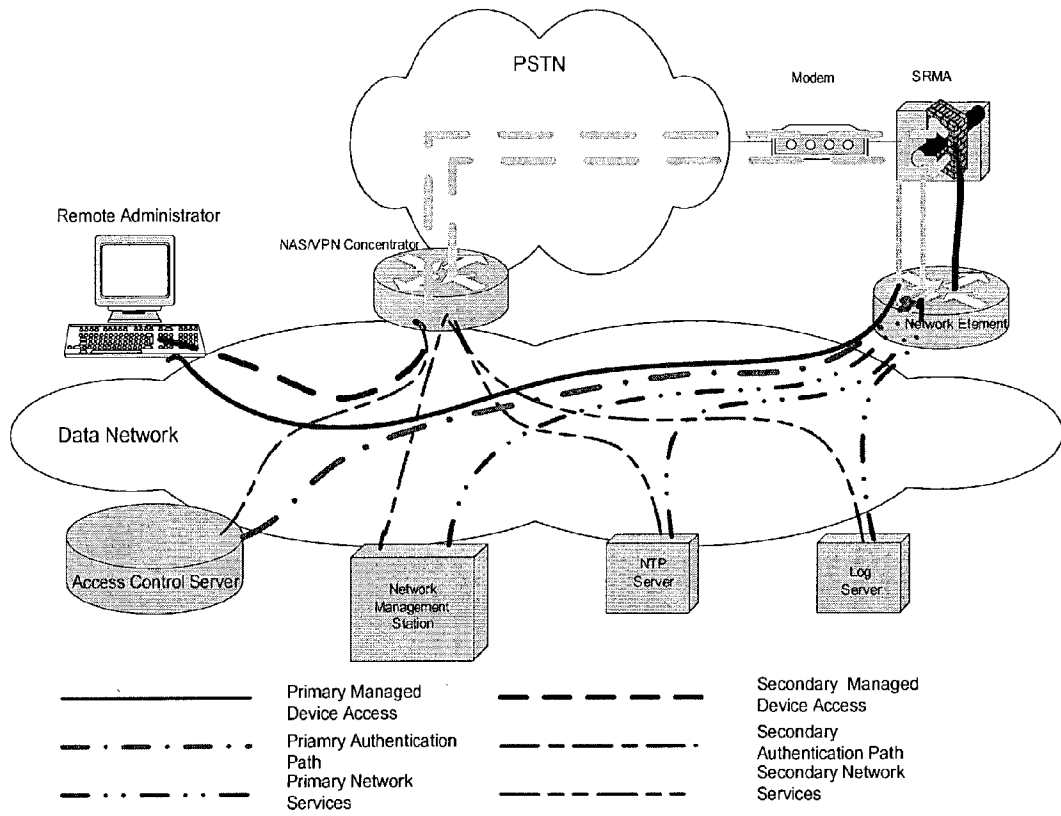 PSTN
Modem
SRMA
Remote Administrator
NAS/VPN Concentrator
Network Element
Data Network
Access Control Server
Network
Management
Station
NTP
Server
Log
Server
Primary Managed
Device Access
Secondary Managed
Device Access
Priamry Authentication
Path
Secondary
Authentication Path
Primary Network
Services
Secondary Network
Services